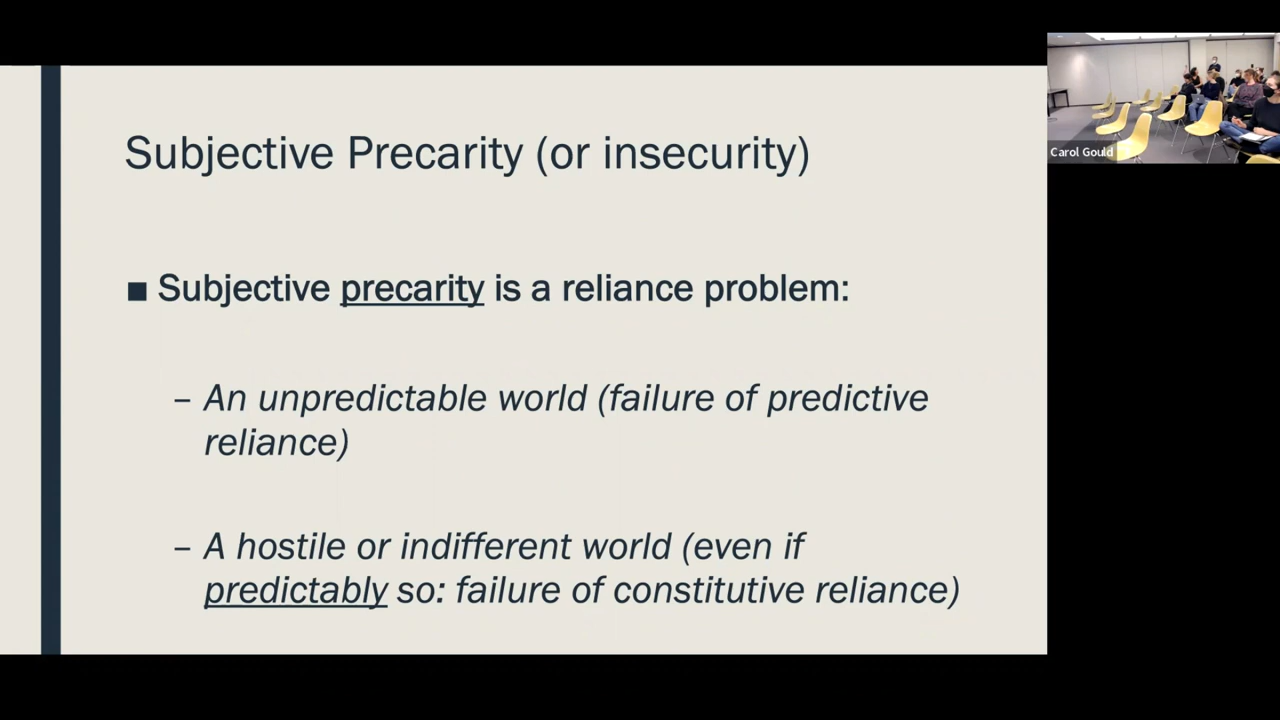 Subjective Precarity (or insecurity)
■ Subjective precarity is a reliance problem:
– An unpredictable world (failure of predictive
reliance)
– A hostile or indifferent world (even if
predictably so: failure of constitutive reliance)
Carol Gould